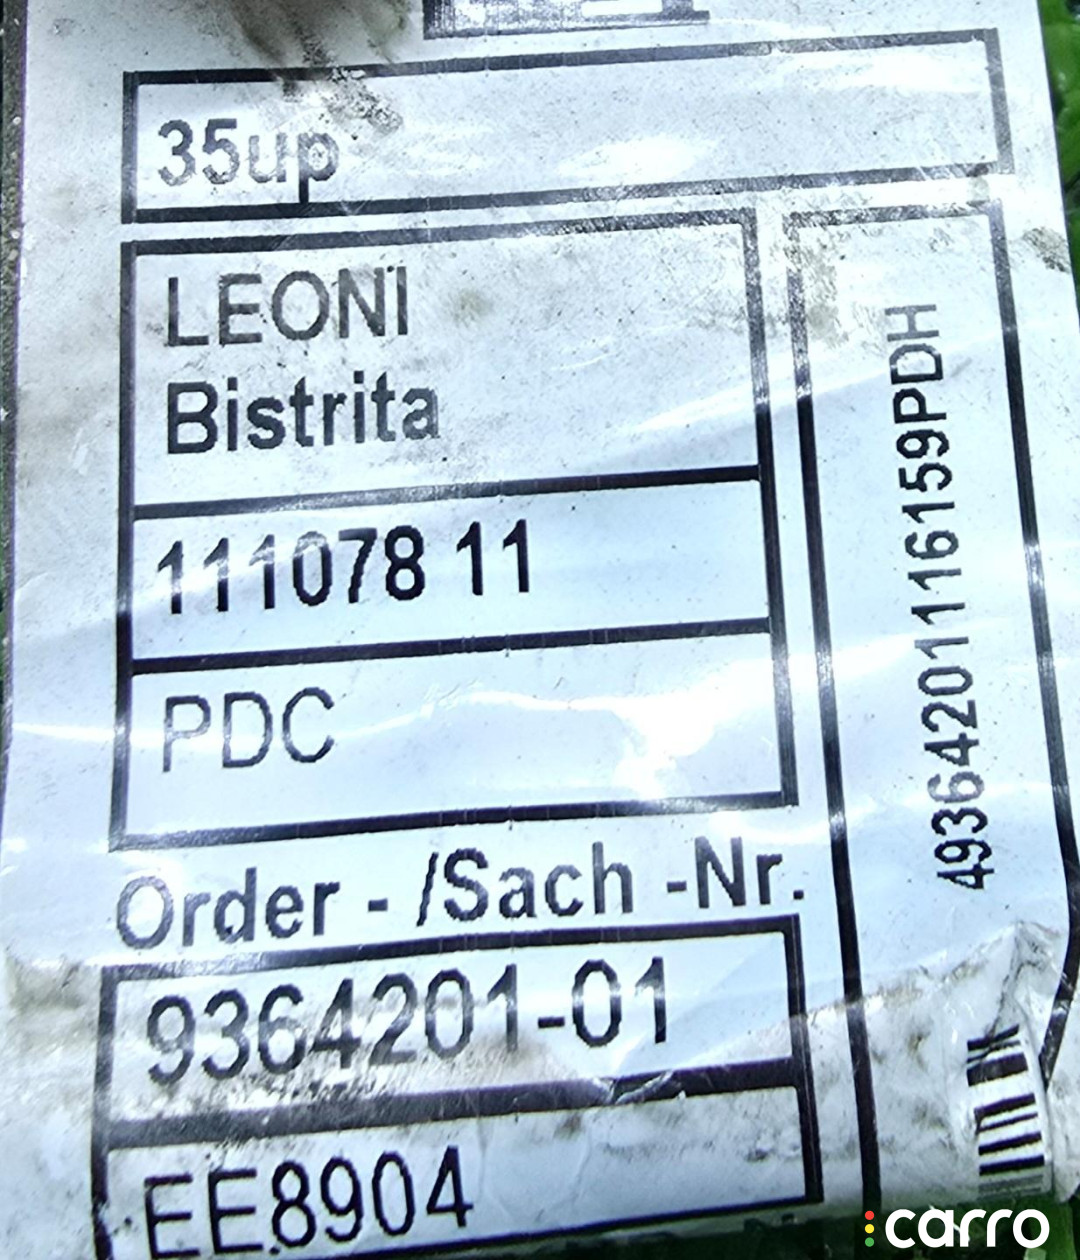 35up
LEONI
Bistrita
111078 11
PDC
Order - /Sach -Nr.
9364201-01
EE8904
49364201116159PDH
carro